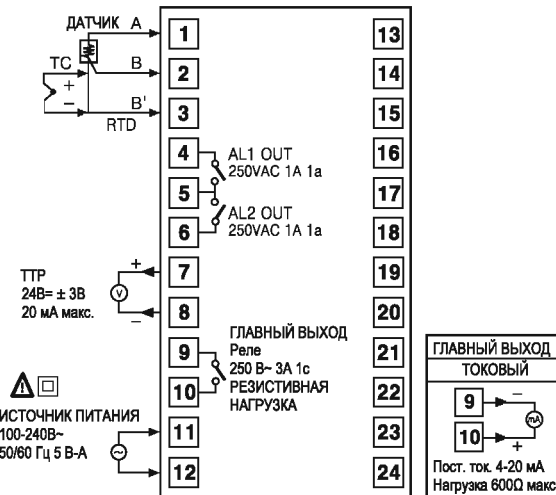 ДАТЧИК A
1
13
TC
B
2
14
+
−
B'
RTD
3
15
4
AL1 OUT
250VAC 1A 1a
16
5
17
AL2 OUT
250VAC 1A 1a
6
18
ТТР
24В= ± 3В
20 мА макс.
+
V
−
7
19
8
20
ГЛАВНЫЙ ВЫХОД
Реле
250 В~ 3А 1с
РЕЗИСТИВНАЯ
НАГРУЗКА
9
21
10
22
ИСТОЧНИК ПИТАНИЯ
100-240В~
50/60 Гц 5 В-А
11
23
12
24
ГЛАВНЫЙ ВЫХОД
ТОКОВЫЙ
9
−
mA
10
+
Пост. ток. 4-20 мА
Нагрузка 600Ω макс